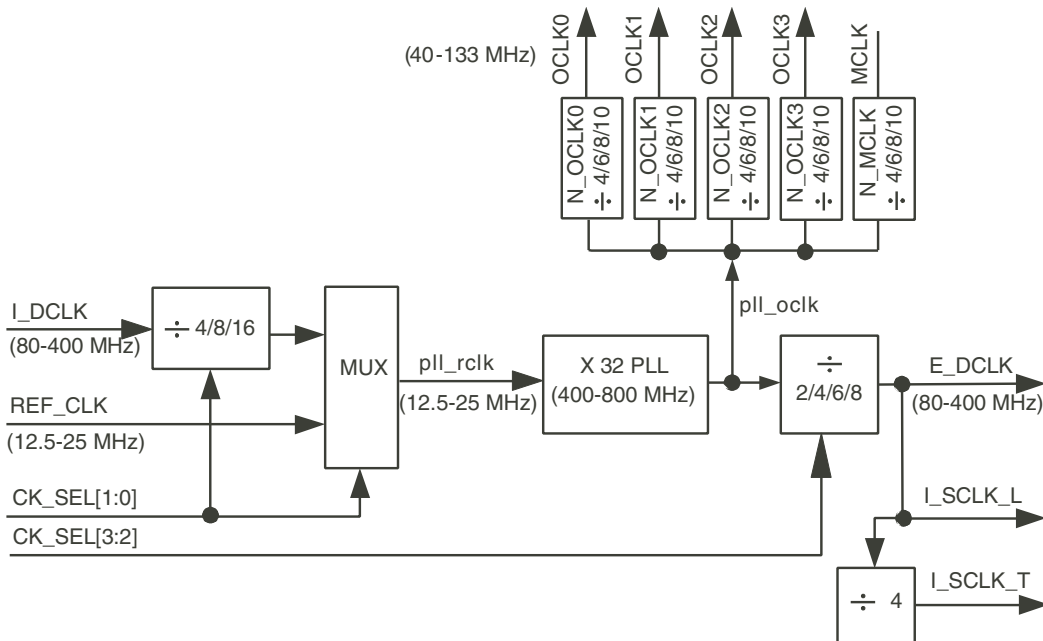 (40-133 MHz)
OCLK0
OCLK1
OCLK2
OCLK3
MCLK
N_OCLK0
÷ 4/6/8/10
N_OCLK1
÷ 4/6/8/10
N_OCLK2
÷ 4/6/8/10
N_OCLK3
÷ 4/6/8/10
N_MCLK
÷ 4/6/8/10
pll_oclk
I_DCLK
(80-400 MHz)
÷ 4/8/16
MUX
pll_rclk
(12.5-25 MHz)
X 32 PLL
(400-800 MHz)
÷
2/4/6/8
E_DCLK
(80-400 MHz)
REF_CLK
(12.5-25 MHz)
CK_SEL[1:0]
CK_SEL[3:2]
I_SCLK_L
÷ 4
I_SCLK_T